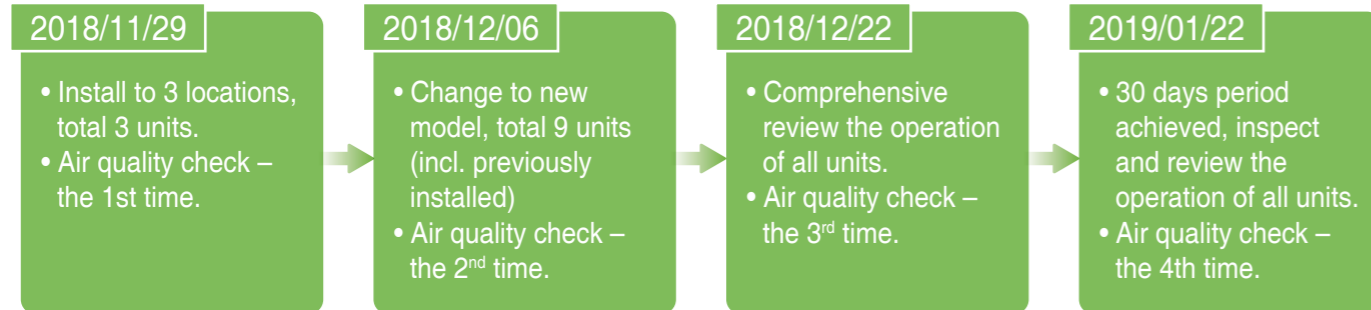 2018/11/29
• Install to 3 locations,
total 3 units.
• Air quality check –
the 1st time.
2018/12/06
• Change to new
model, total 9 units
(incl. previously
installed)
• Air quality check –
the 2nd time.
2018/12/22
• Comprehensive
review the operation
of all units.
• Air quality check –
the 3rd time.
2019/01/22
• 30 days period
achieved, inspect
and review the
operation of all units.
• Air quality check –
the 4th time.